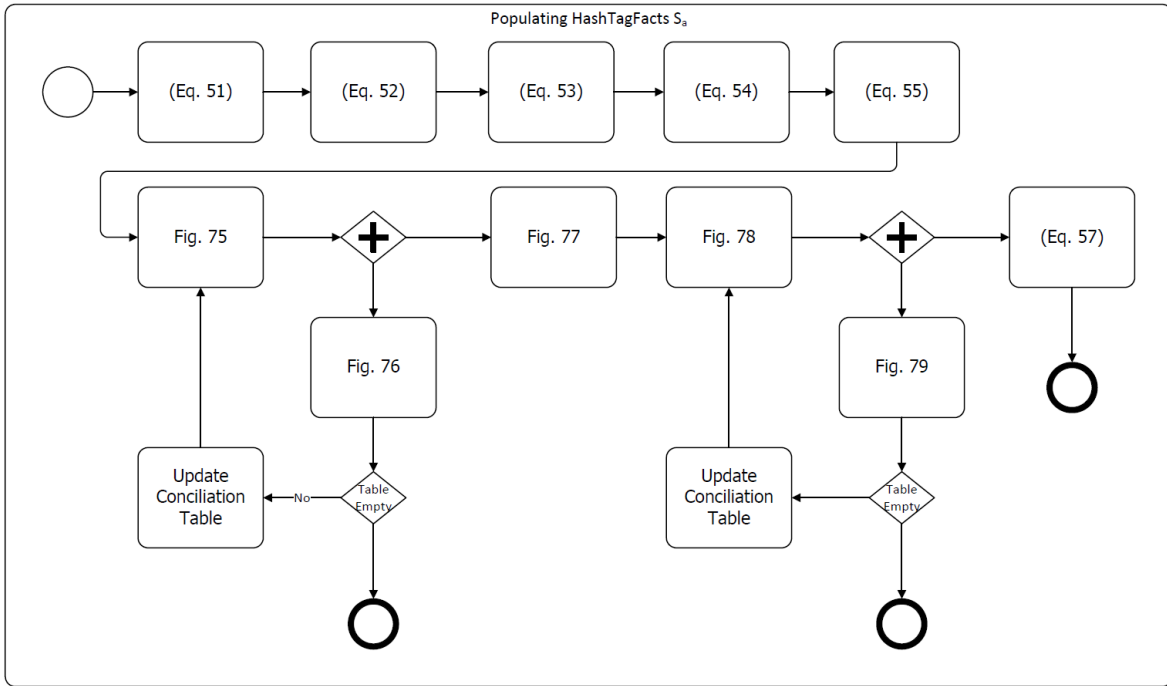 Populating HashTagFacts Sa
(Eq. 51)
(Eq. 52)
(Eq. 53)
(Eq. 54)
(Eq. 55)
Fig. 75
Fig. 77
Fig. 78
(Eq. 57)
Fig. 76
Fig. 79
Update
Conciliation
Table
No
Table
Empty
Update
Conciliation
Table
Table
Empty